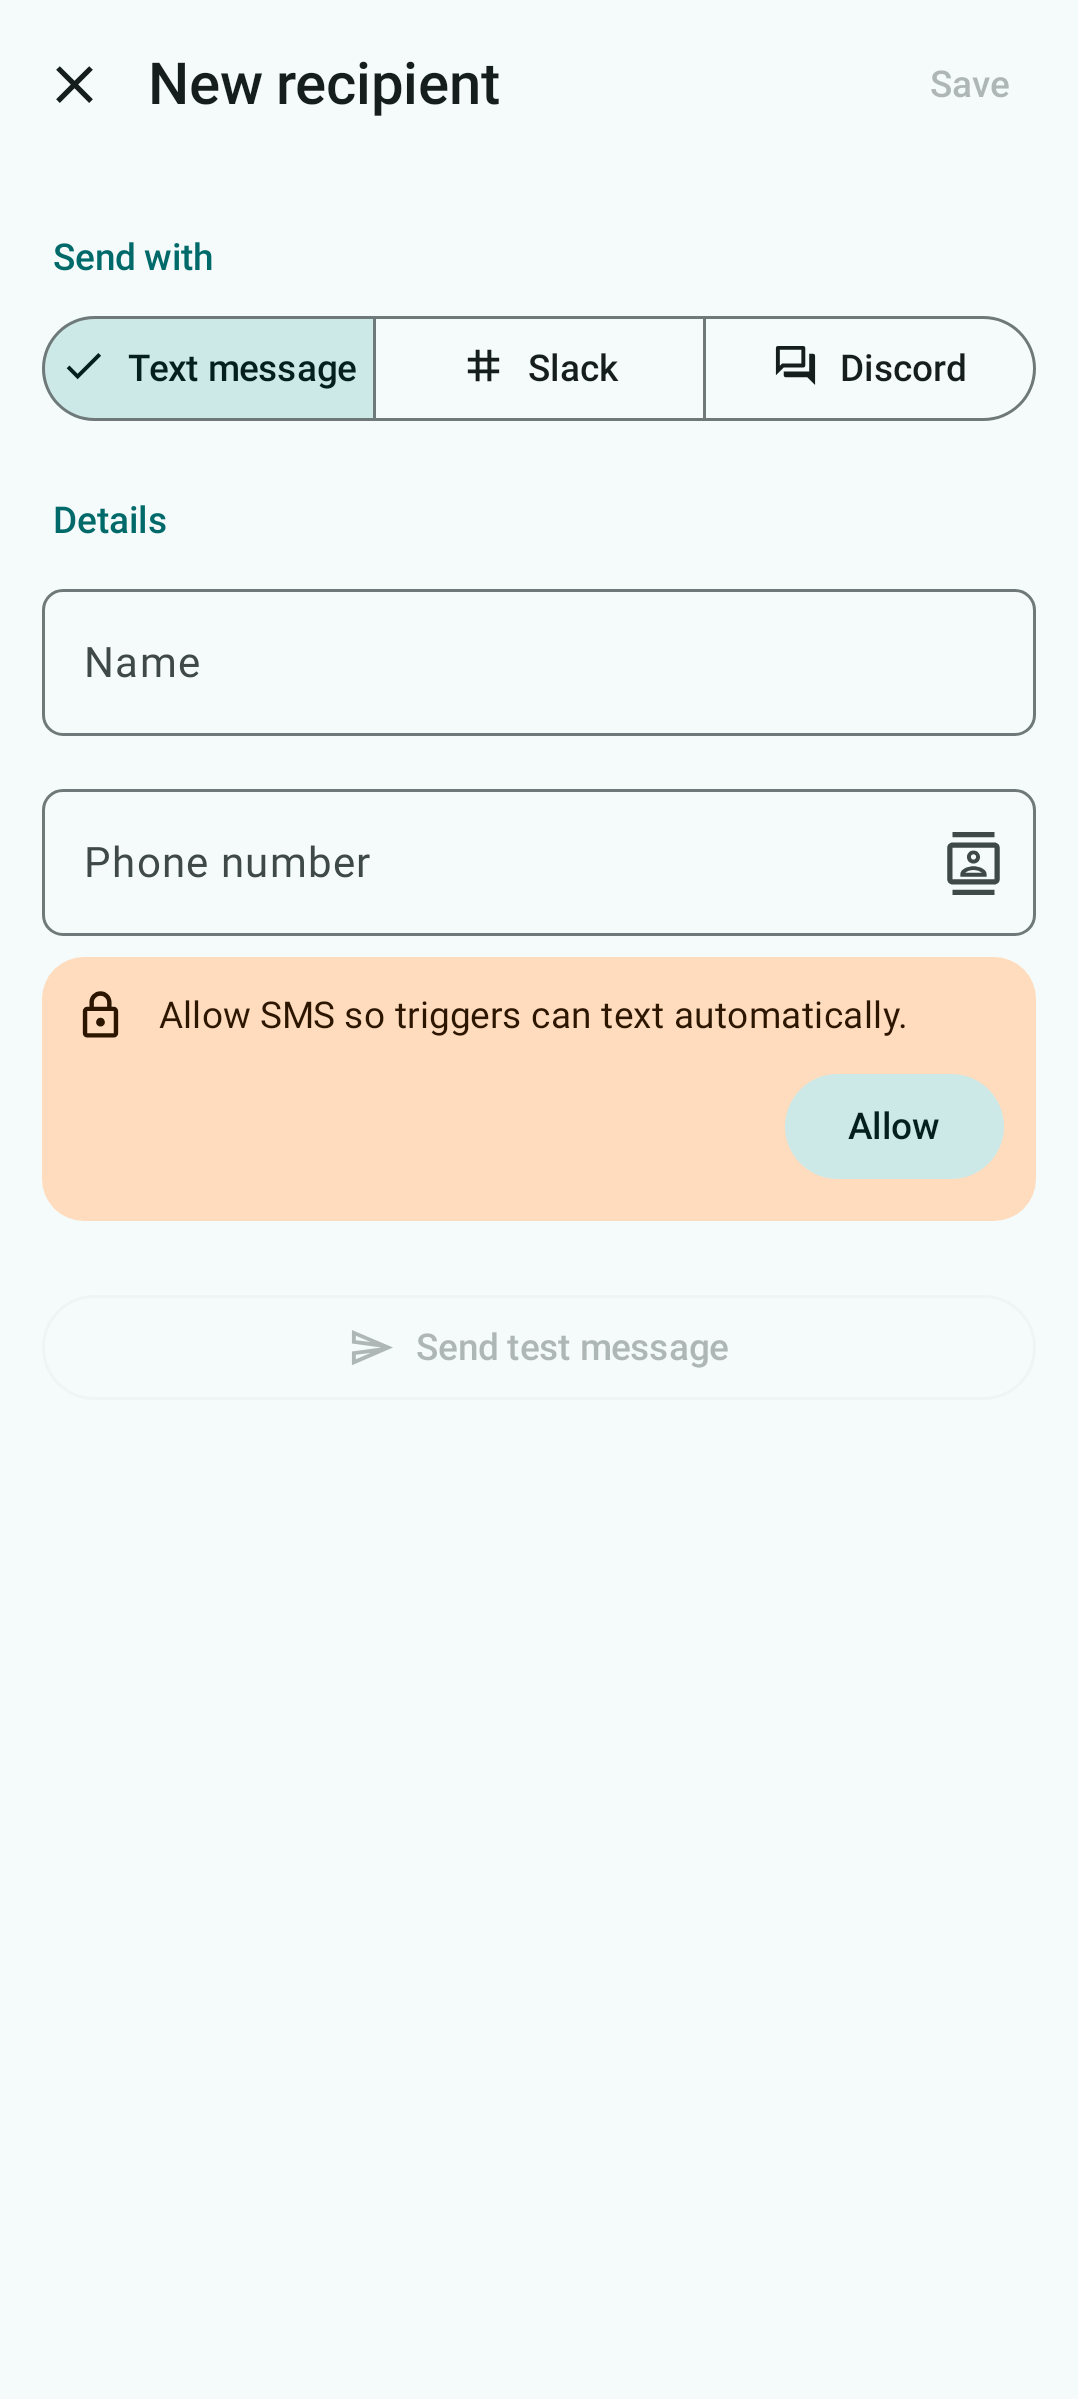 New recipient
Save
Send with
Text message
Slack
Discord
Details
Name
Phone number
Allow SMS so triggers can text automatically.
Allow
Send test message